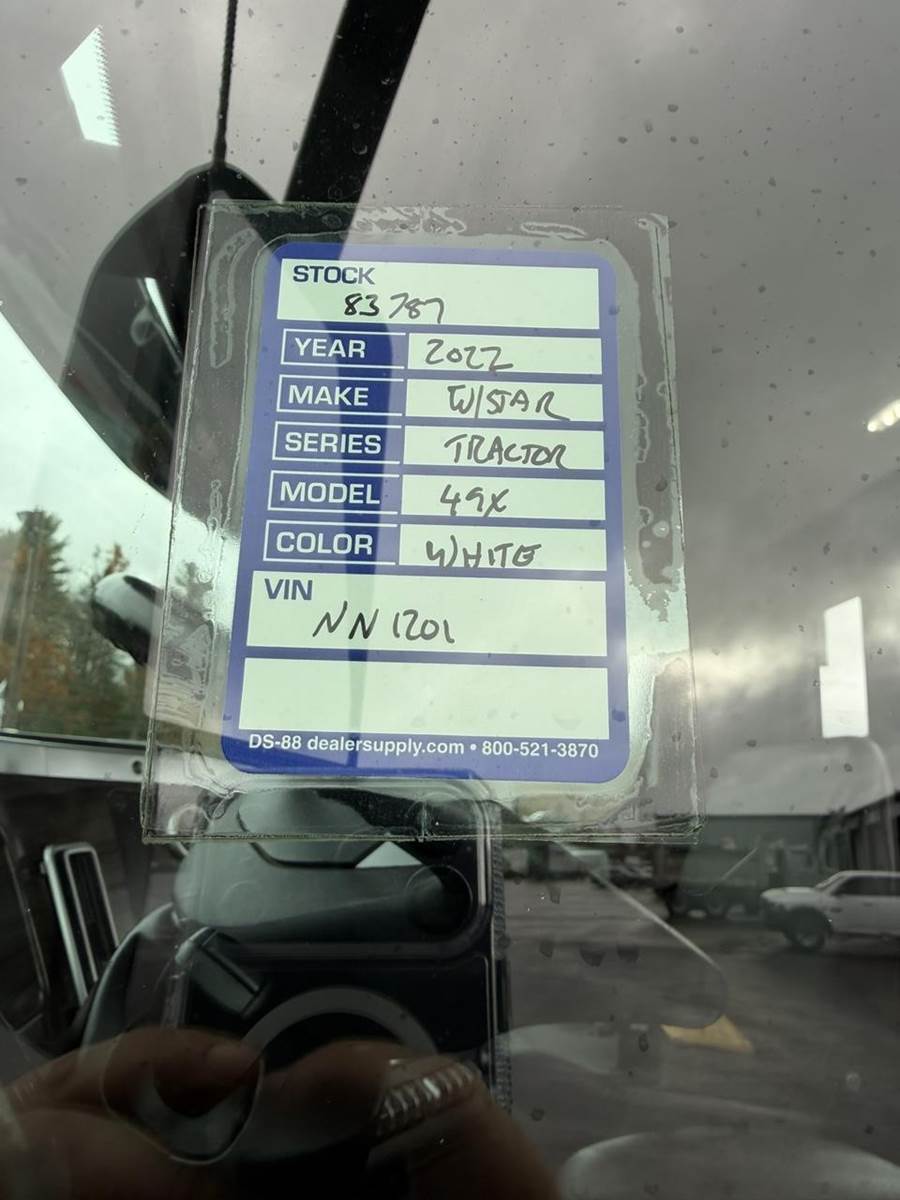 STOCK
83787
YEAR 2022
MAKE W/STAR
SERIES TRACTOR
MODEL 49X
COLOR WHITE
VIN
NN1201
DS-88 dealersupply.com • 800-521-3870